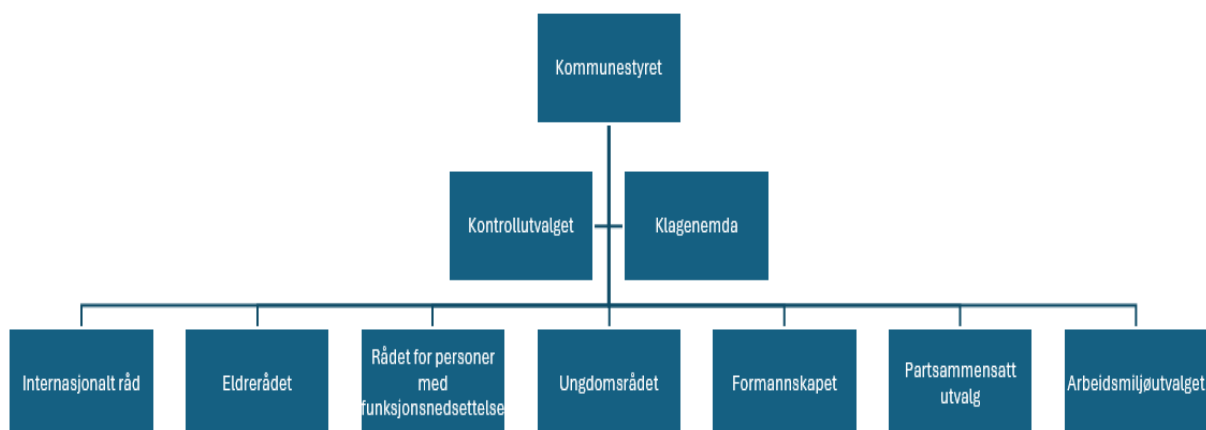 Kommunestyret
Kontrollutvalget
Klagenemda
Internasjonalt råd
Eldrerådet
Rådet for personer
med
funksjonsnedsettelse
Ungdomsrådet
Formannskapet
Partsammensatt
utvalg
Arbeidsmiljøutvalget